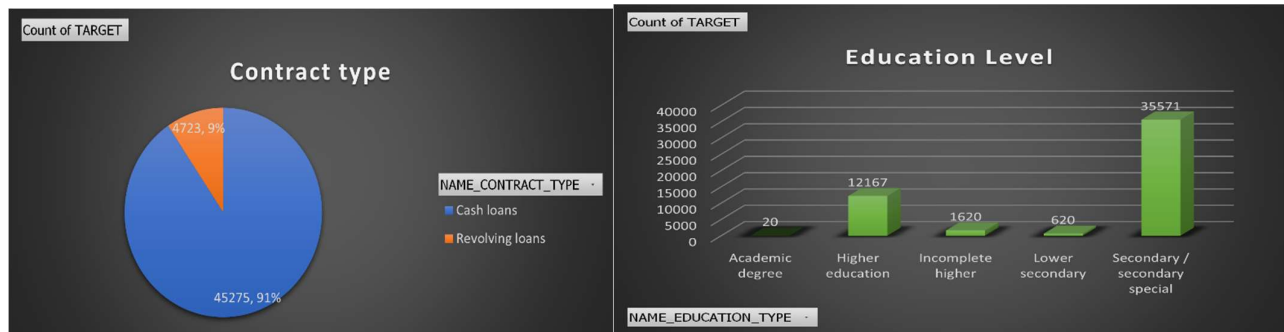 Count of TARGET
Contract type
4723, 9%
45275, 91%
NAME_CONTRACT_TYPE
Cash loans
Revolving loans
Count of TARGET
Education Level
40000
35000
30000
25000
20000
15000
10000
5000
0
20
12167
1620
620
35571
Academic degree
Higher education
Incomplete higher
Lower secondary
Secondary / secondary special
NAME_EDUCATION_TYPE